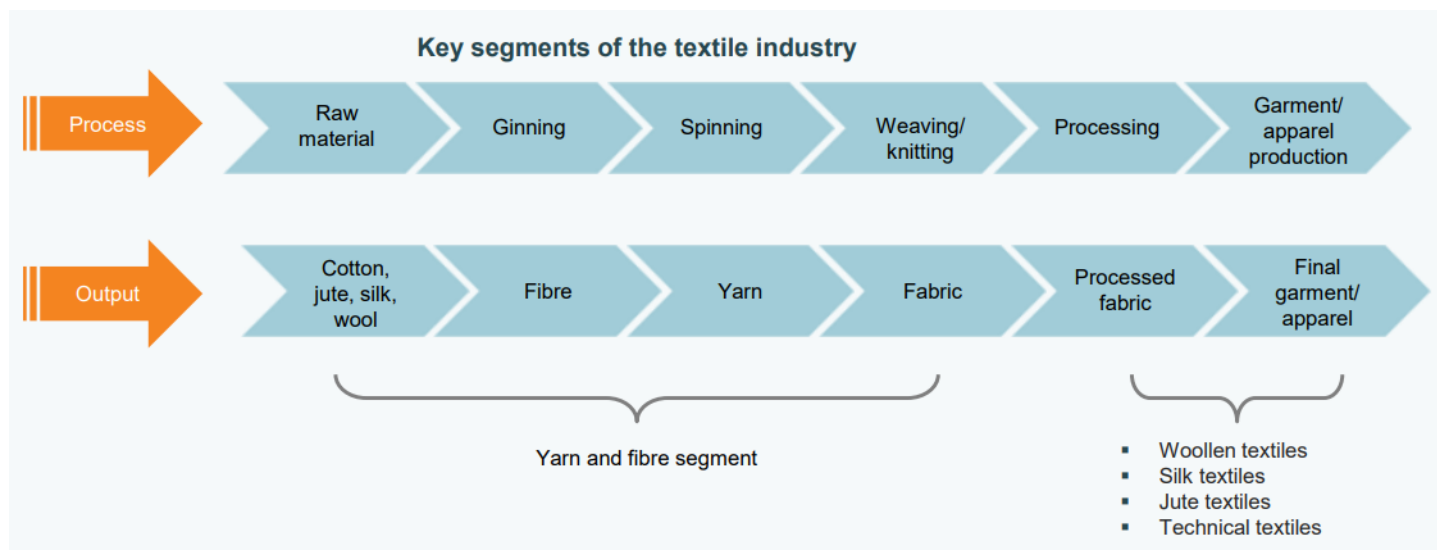 Key segments of the textile industry
Process
Raw
material
Ginning
Spinning
Weaving/
knitting
Processing
Garment/
apparel
production
Output
Cotton,
jute, silk,
wool
Fibre
Yarn
Fabric
Processed
fabric
Final
garment/
apparel
Yarn and fibre segment
▪ Woollen textiles
▪ Silk textiles
▪ Jute textiles
▪ Technical textiles